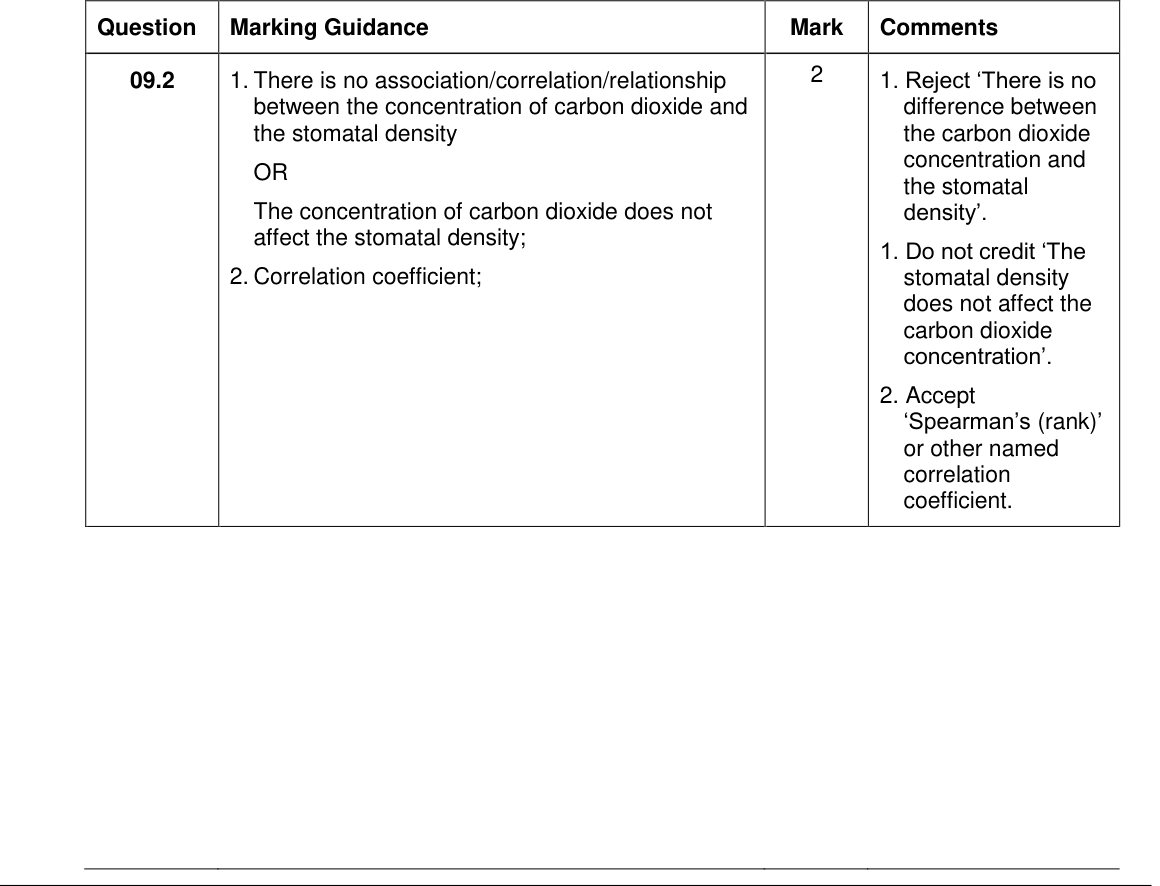 Question Marking Guidance Mark Comments
09.2
1. There is no association/correlation/relationship
between the concentration of carbon dioxide and
the stomatal density
OR
The concentration of carbon dioxide does not
affect the stomatal density;
2. Correlation coefficient;
2
1. Reject ‘There is no
difference between
the carbon dioxide
concentration and
the stomatal
density’.
1. Do not credit ‘The
stomatal density
does not affect the
carbon dioxide
concentration’.
2. Accept
‘Spearman’s (rank)’
or other named
correlation
coefficient.